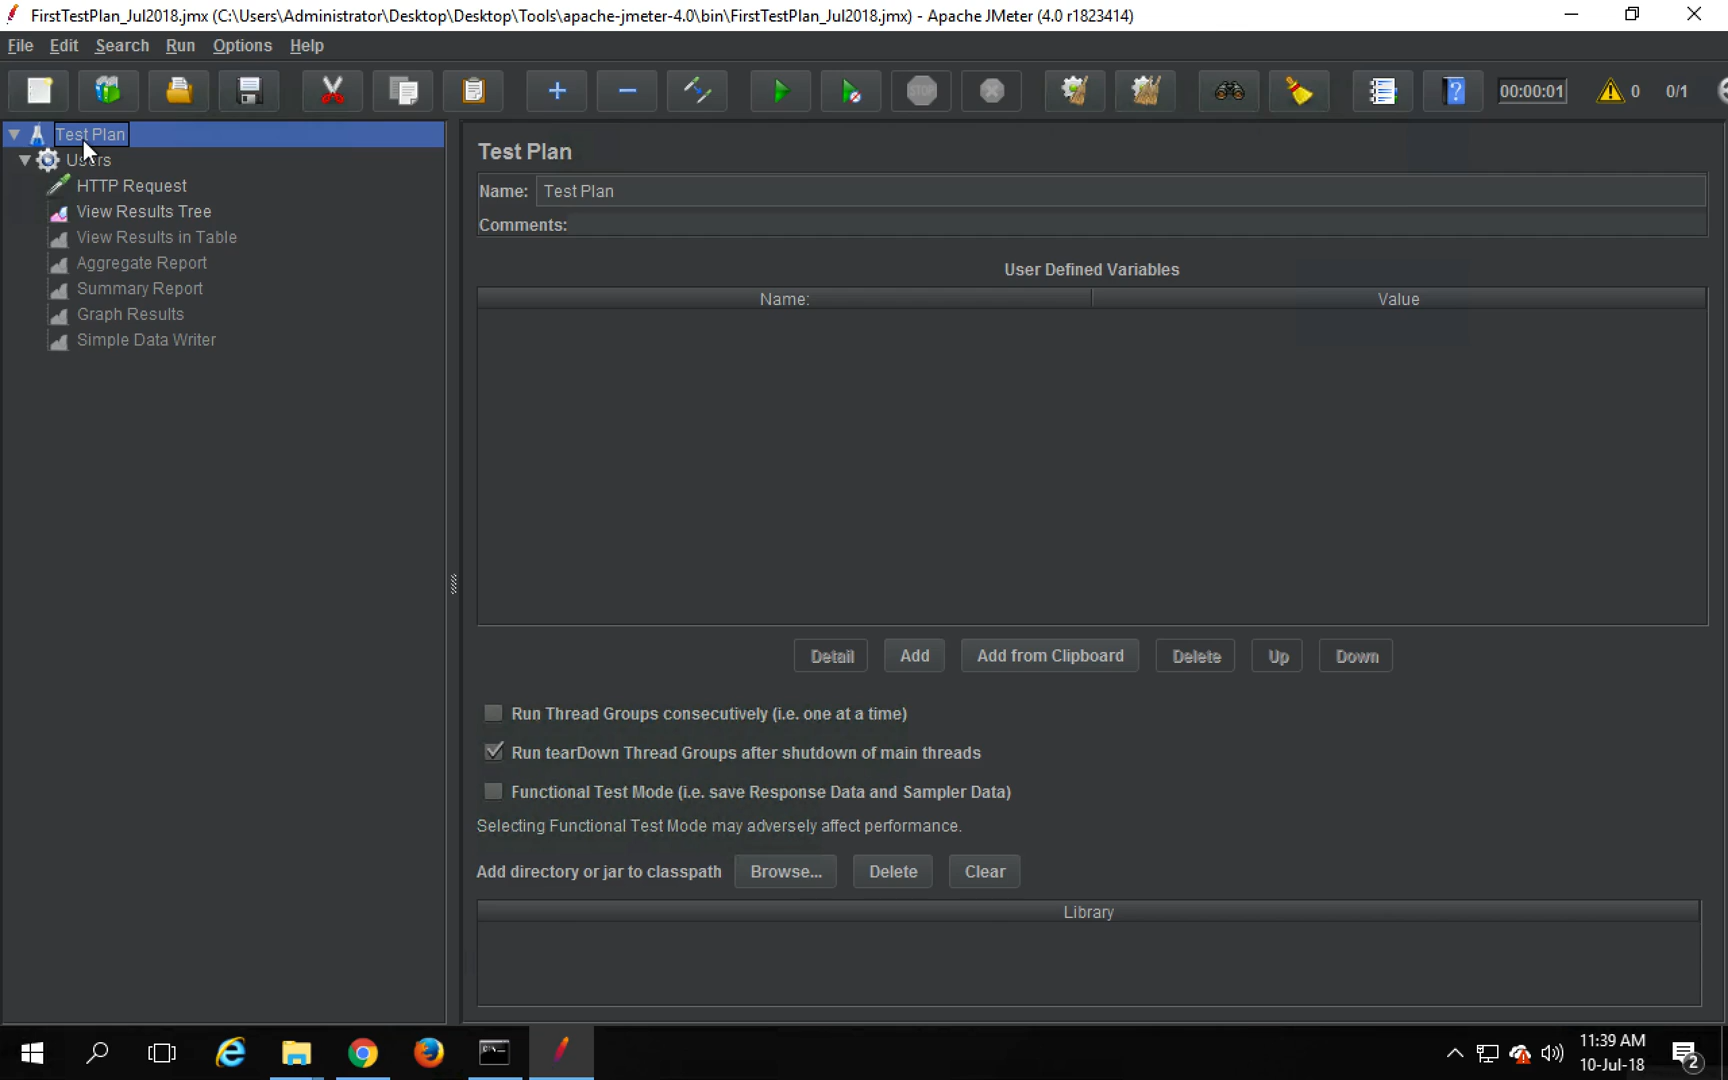 FirstTestPlan_Jul2018.jmx (C:\Users\Administrator\Desktop\Desktop\Tools\apache-jmeter-4.0\bin\FirstTestPlan_Jul2018.jmx) - Apache JMeter (4.0 r1823414)
File Edit Search Run Options Help
STOP ? 00:00:01 0 0/1
Test Plan
Users
HTTP Request
View Results Tree
View Results in Table
Aggregate Report
Summary Report
Graph Results
Simple Data Writer
Test Plan
Name: Test Plan
Comments:
User Defined Variables
Name: Value
Detail Add Add from Clipboard Delete Up Down
Run Thread Groups consecutively (i.e. one at a time)
Run tearDown Thread Groups after shutdown of main threads
Functional Test Mode (i.e. save Response Data and Sampler Data)
Selecting Functional Test Mode may adversely affect performance.
Add directory or jar to classpath Browse... Delete Clear
Library
11:39 AM
10-Jul-18
2